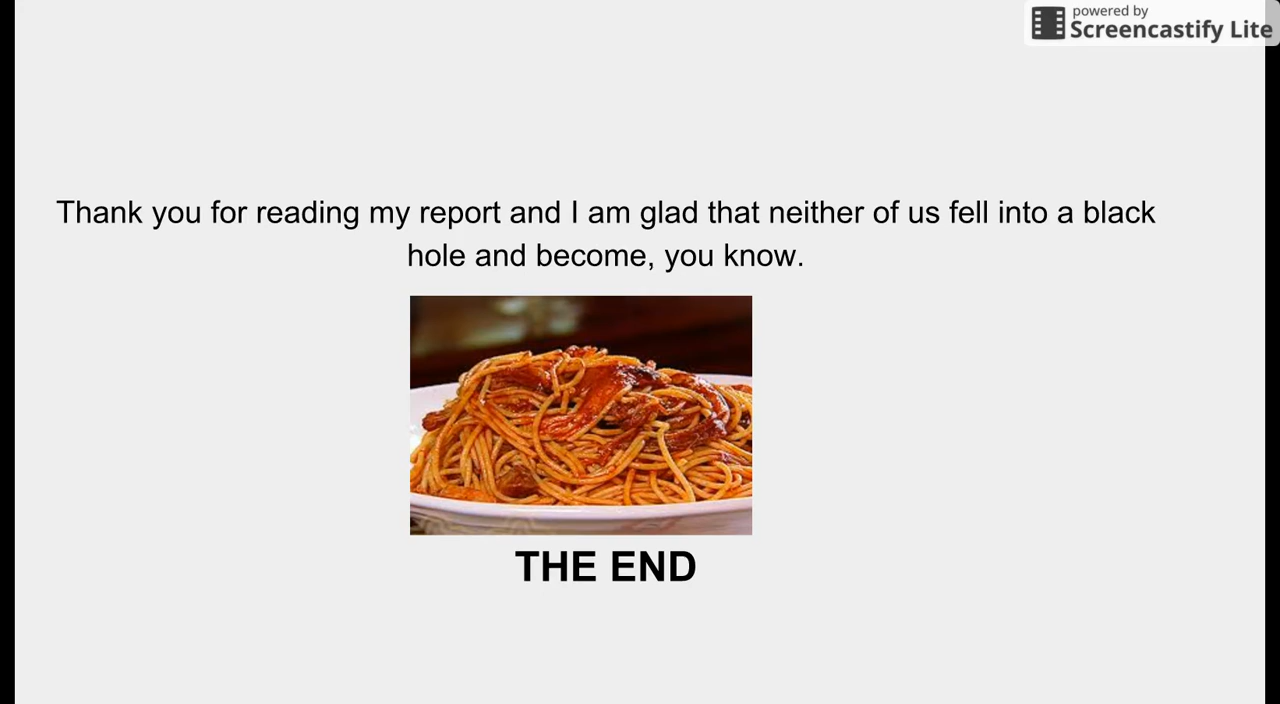 powered by
Screencastify Lite
Thank you for reading my report and I am glad that neither of us fell into a black
hole and become, you know.
THE END